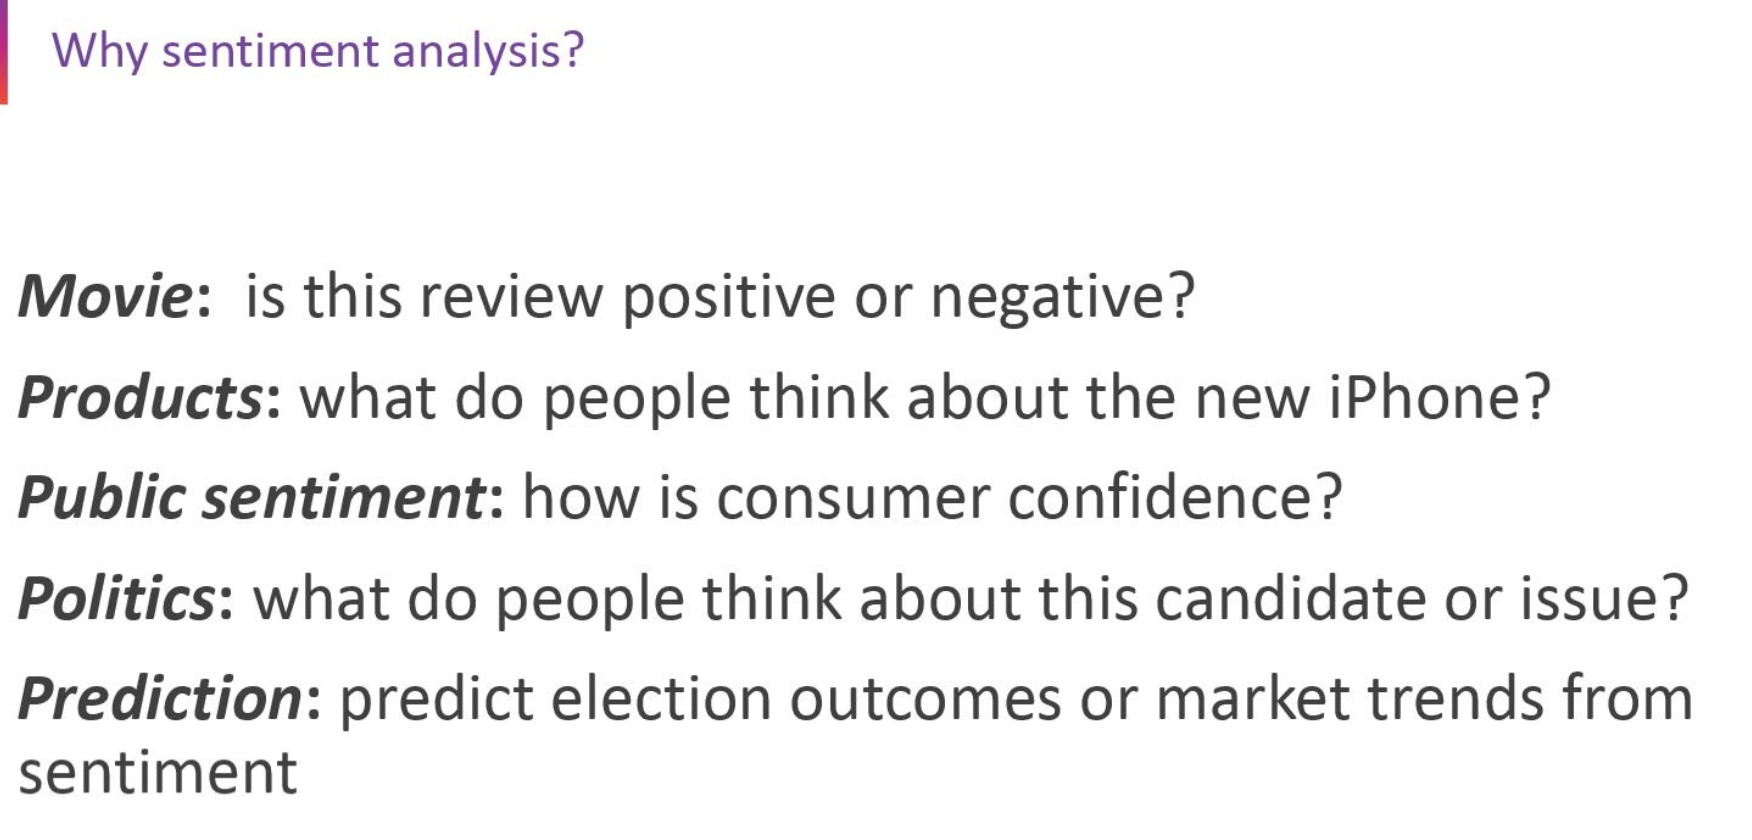 Why sentiment analysis?
Movie: is this review positive or negative?
Products: what do people think about the new iPhone?
Public sentiment: how is consumer confidence?
Politics: what do people think about this candidate or issue?
Prediction: predict election outcomes or market trends from
sentiment